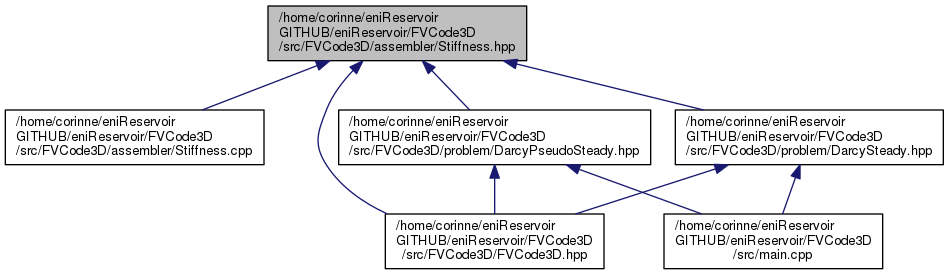 /home/corinne/eniReservoir
GITHUB/eniReservoir/FVCode3D
/src/FVCode3D/assembler/Stiffness.hpp
/home/corinne/eniReservoir
GITHUB/eniReservoir/FVCode3D
/src/FVCode3D/assembler/Stiffness.cpp
/home/corinne/eniReservoir
GITHUB/eniReservoir/FVCode3D
/src/FVCode3D/problem/DarcyPseudoSteady.hpp
/home/corinne/eniReservoir
GITHUB/eniReservoir/FVCode3D
/src/FVCode3D/problem/DarcySteady.hpp
/home/corinne/eniReservoir
GITHUB/eniReservoir/FVCode3D
/src/FVCode3D/FVCode3D.hpp
/home/corinne/eniReservoir
GITHUB/eniReservoir/FVCode3D
/src/main.cpp